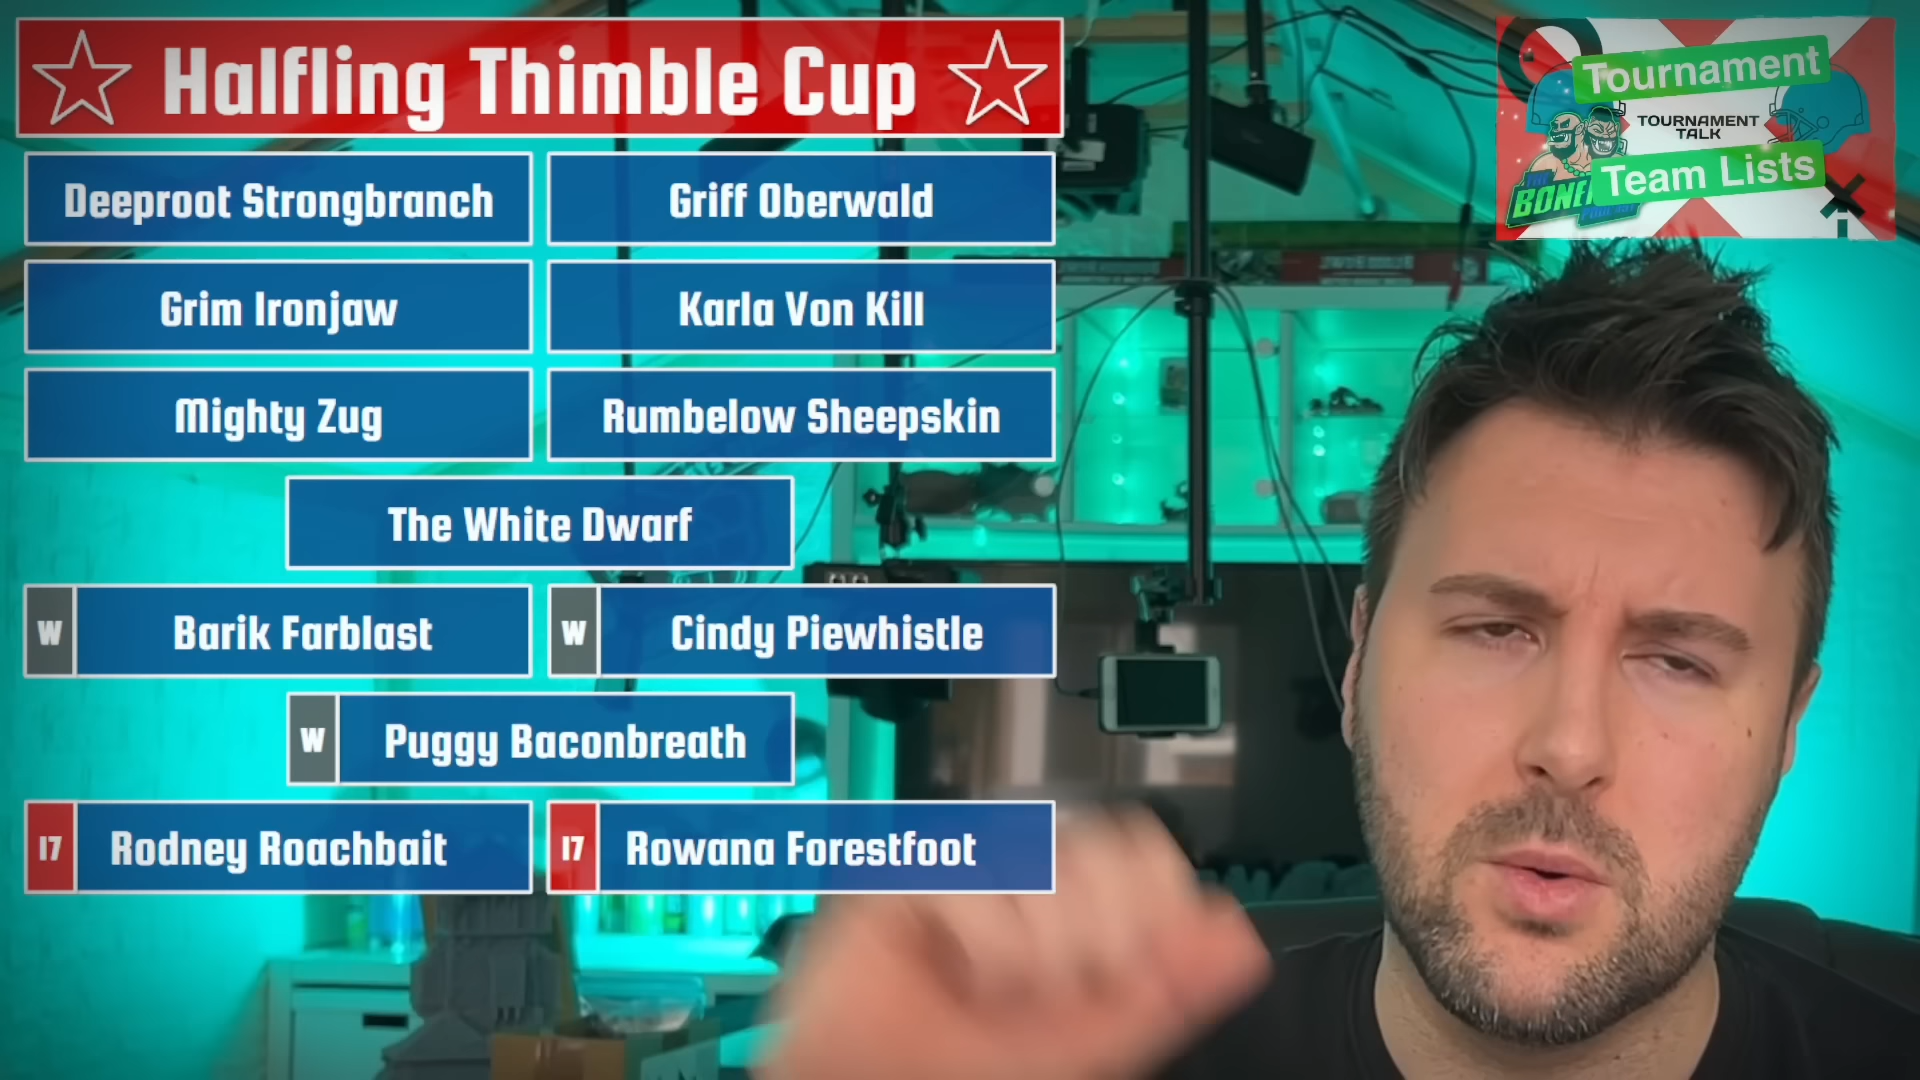 Halfling Thimble Cup
Deeproot Strongbranch
Griff Oberwald
Grim Ironjaw
Karla Von Kill
Mighty Zug
Rumbelow Sheepskin
The White Dwarf
W Barik Farblast
W Cindy Piewhistle
W Puggy Baconbreath
17 Rodney Roachbait
17 Rowana Forestfoot
Tournament
TOURNAMENT
TALK
Team Lists